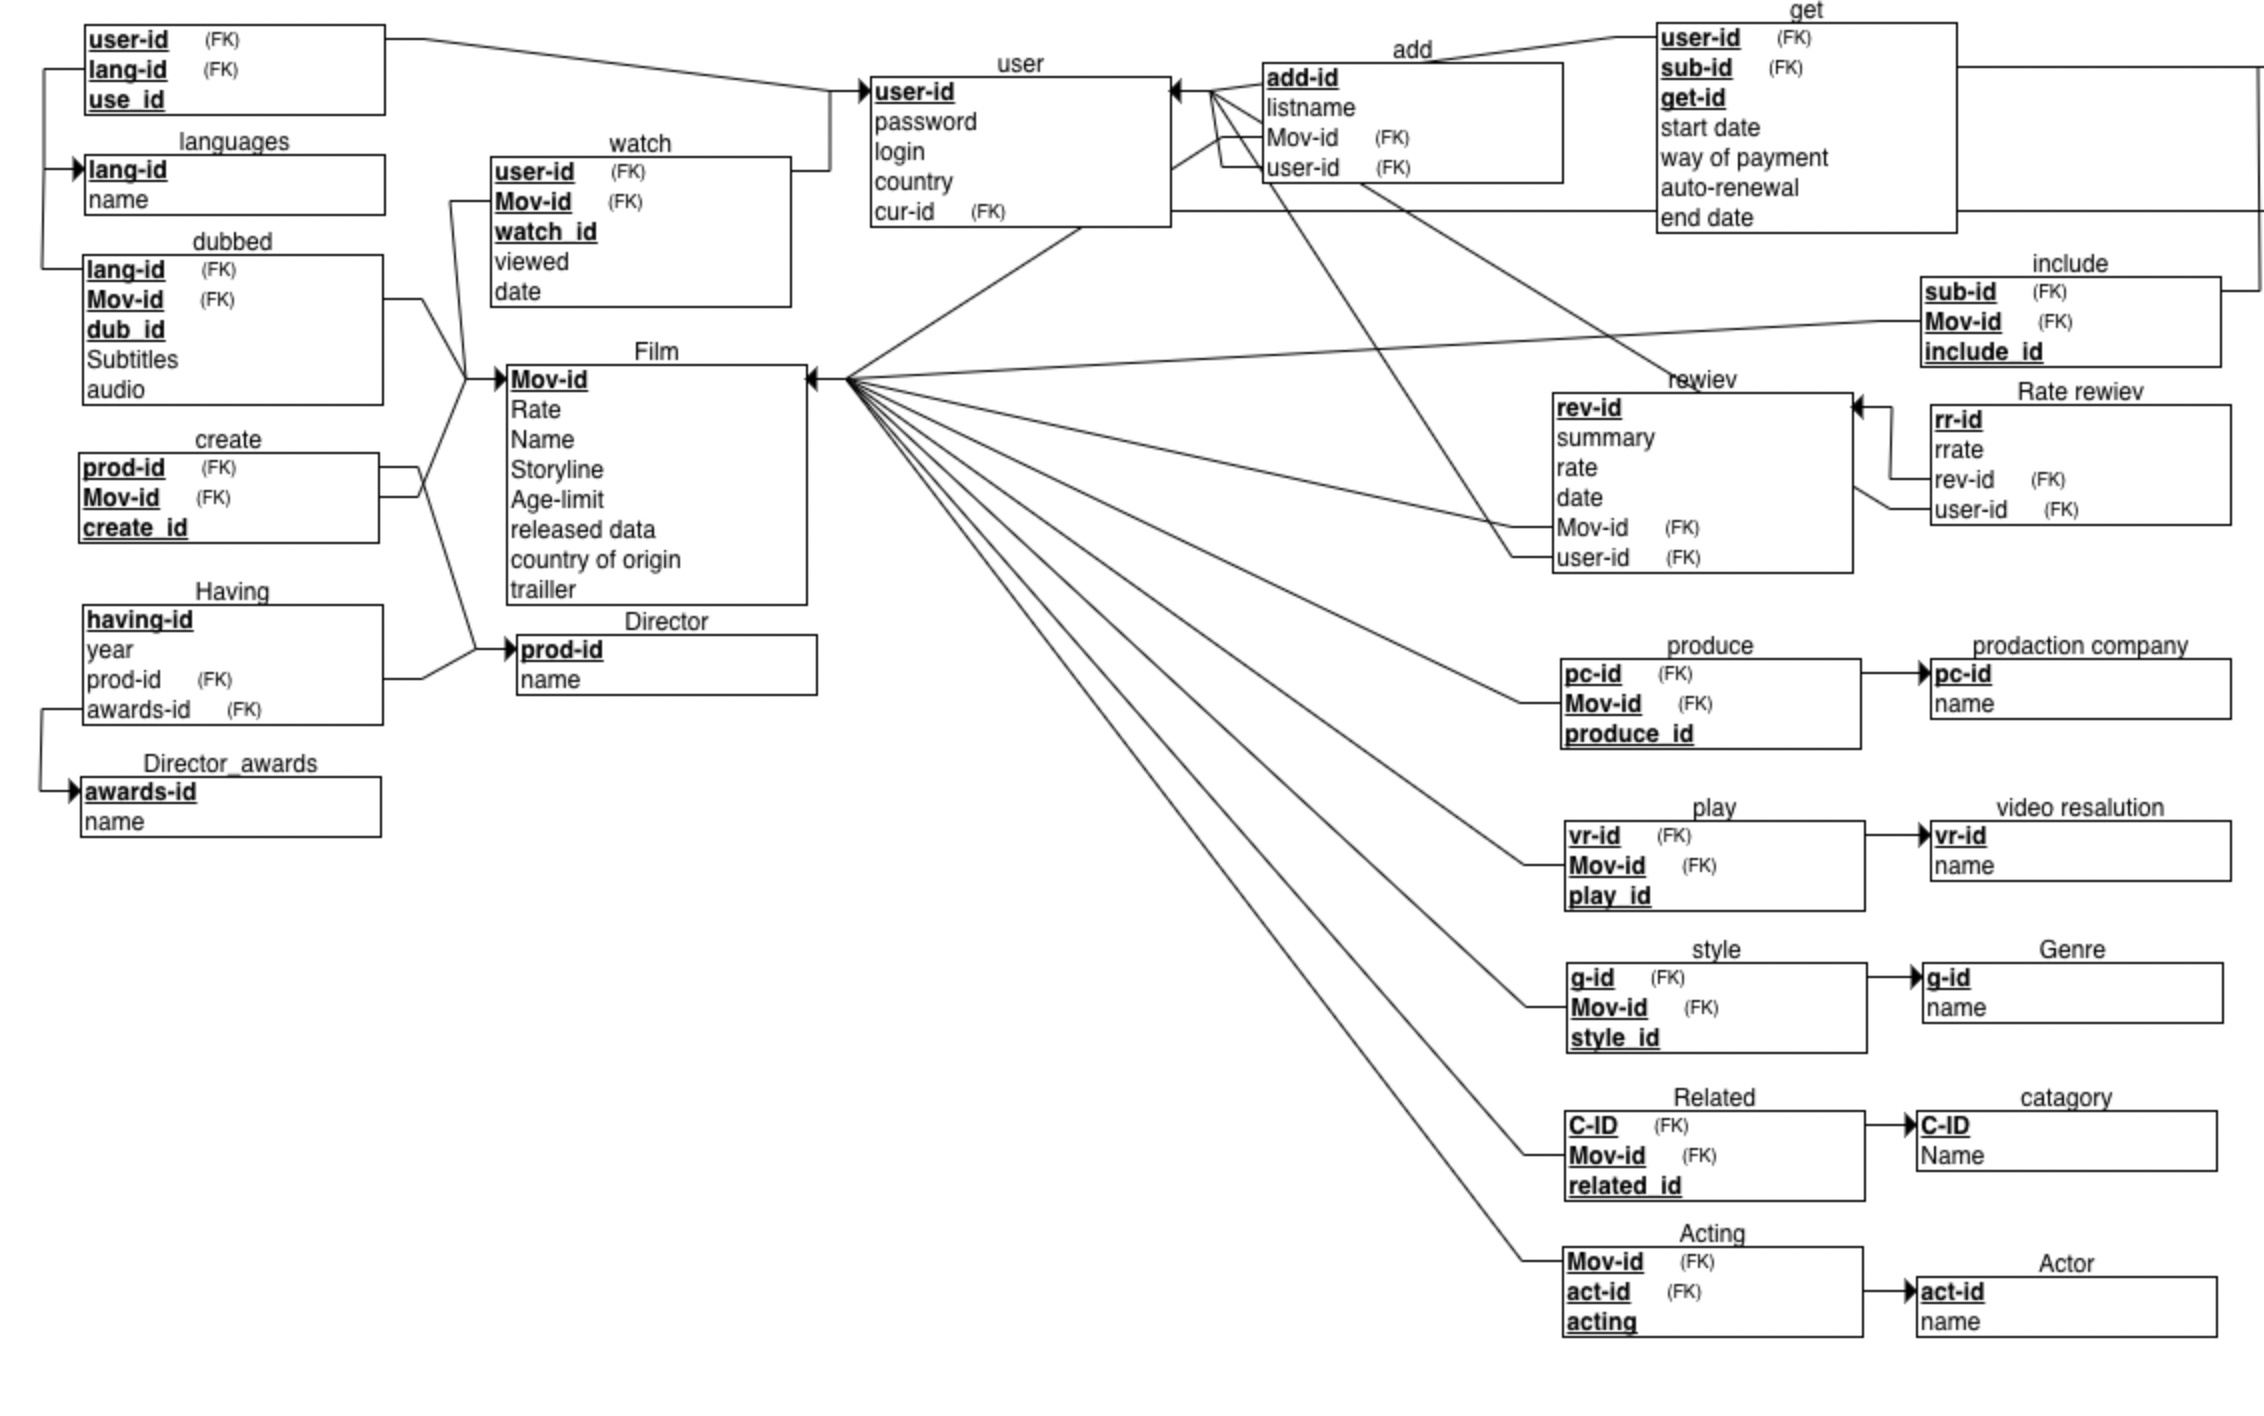 user-id (FK)
lang-id (FK)
use_id
languages
lang-id
name
dubbed
lang-id (FK)
Mov-id (FK)
dub_id
Subtitles
audio
create
prod-id (FK)
Mov-id (FK)
create_id
Having
having-id
year
prod-id (FK)
awards-id (FK)
Director_awards
awards-id
name
watch
user-id (FK)
Mov-id (FK)
watch_id
viewed
date
Film
Mov-id
Rate
Name
Storyline
Age-limit
released data
country of origin
trailler
Director
prod-id
name
user
user-id
password
login
country
cur-id (FK)
add
add-id
listname
Mov-id (FK)
user-id (FK)
get
user-id (FK)
sub-id (FK)
get-id
start date
way of payment
auto-renewal
end date
include
sub-id (FK)
Mov-id (FK)
include_id
rewiev
rev-id
summary
rate
date
Mov-id (FK)
user-id (FK)
Rate rewiev
rr-id
rrate
rev-id (FK)
user-id (FK)
produce
pc-id (FK)
Mov-id (FK)
produce_id
prodaction company
pc-id
name
play
vr-id (FK)
Mov-id (FK)
play_id
video resalution
vr-id
name
style
g-id (FK)
Mov-id (FK)
style_id
Genre
g-id
name
Related
C-ID (FK)
Mov-id (FK)
related_id
catagory
C-ID
Name
Acting
Mov-id (FK)
act-id (FK)
acting
Actor
act-id
name